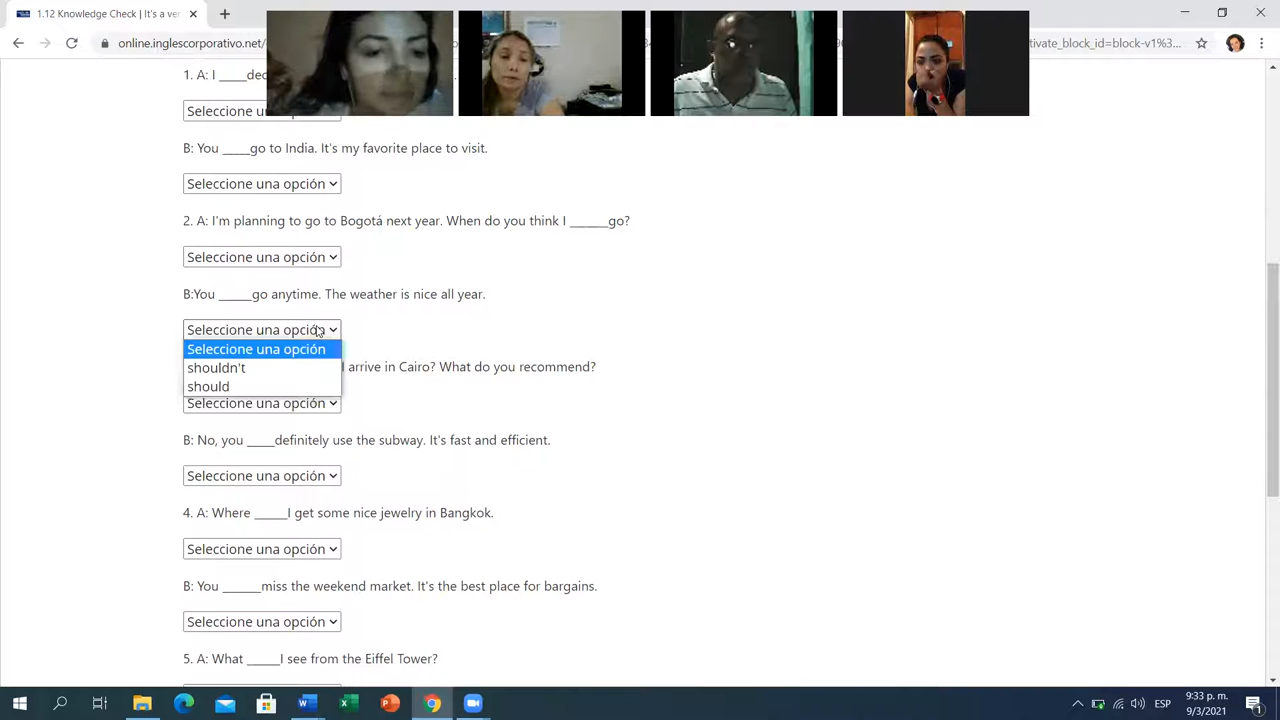 1.12 Knowledge Check | It's a ver
online.inglescorporativo.net/
tivate_block_id=block-v1%3...
1. A: I ____dec
B: You ____go to India. It's my favorite place to visit.
Seleccione una opción
2. A: I'm planning to go to Bogotá next year. When do you think I ______go?
Seleccione una opción
B:You _____go anytime. The weather is nice all year.
Seleccione una opción
Seleccione una opción
shouldn't
should
I arrive in Cairo? What do you recommend?
Seleccione una opción
B: No, you ____definitely use the subway. It's fast and efficient.
Seleccione una opción
4. A: Where _____I get some nice jewelry in Bangkok.
Seleccione una opción
B: You ______miss the weekend market. It's the best place for bargains.
Seleccione una opción
5. A: What _____I see from the Eiffel Tower?
ESP
9:33 p. m.
9/3/2021